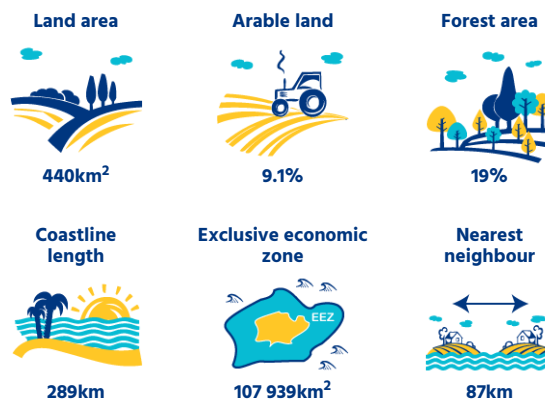 Land area
Arable land
Forest area
440km²
9.1%
19%
Coastline
length
Exclusive economic
zone
Nearest
neighbour
EEZ
289km
107 939km²
87km